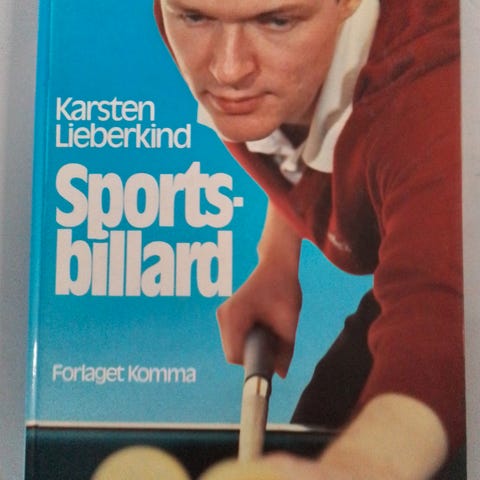 Karsten
Lieberkind
Sports-
billard
Forlaget Komma